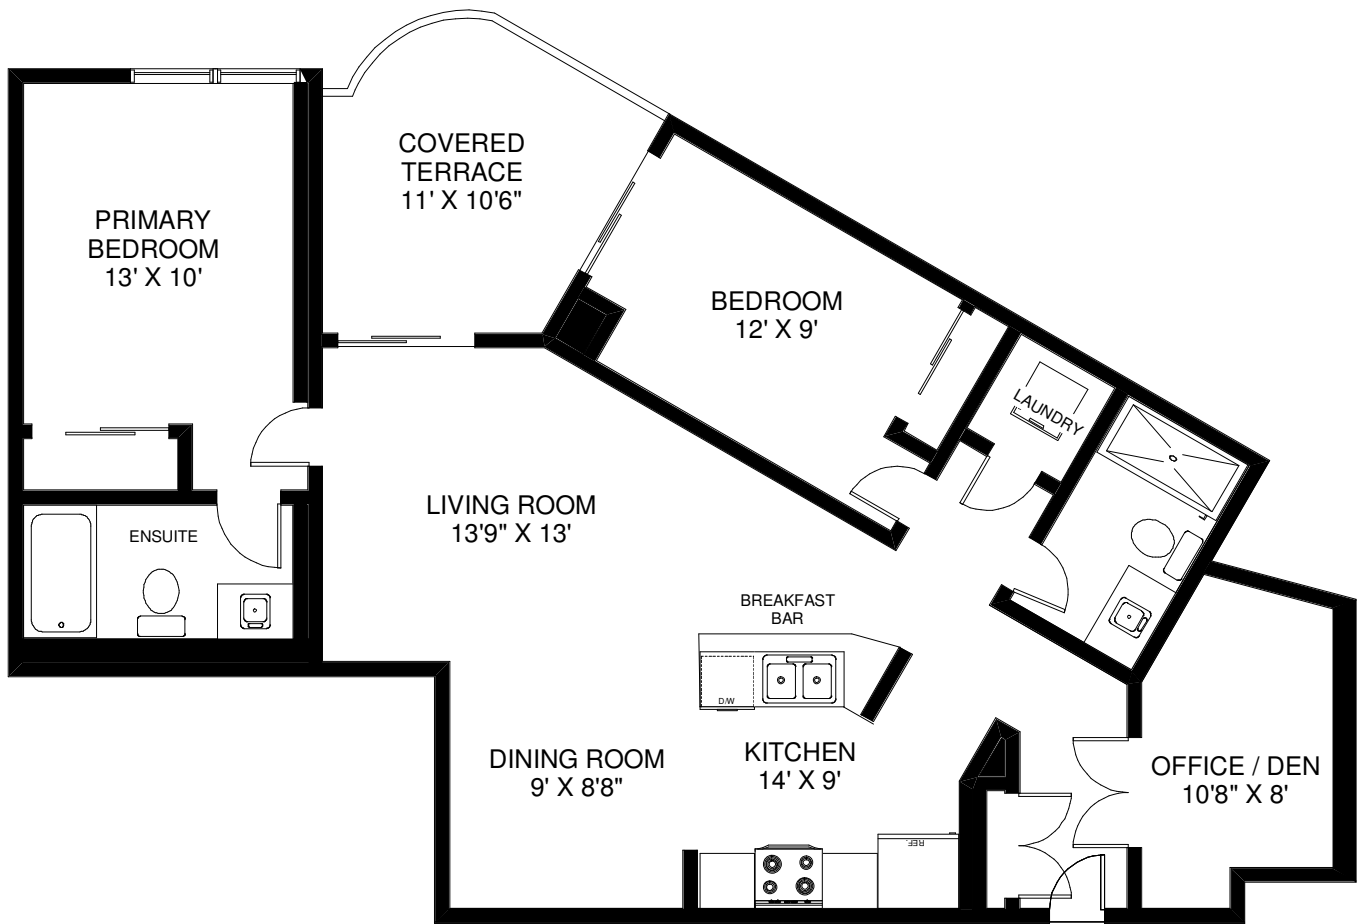 COVERED
TERRACE
11' X 10'6"
PRIMARY
BEDROOM
13' X 10'
BEDROOM
12' X 9'
LAUNDRY
LIVING ROOM
13'9" X 13'
ENSUITE
BREAKFAST
BAR
D/W
DINING ROOM
9' X 8'8"
KITCHEN
14' X 9'
OFFICE / DEN
10'8" X 8'
REF.